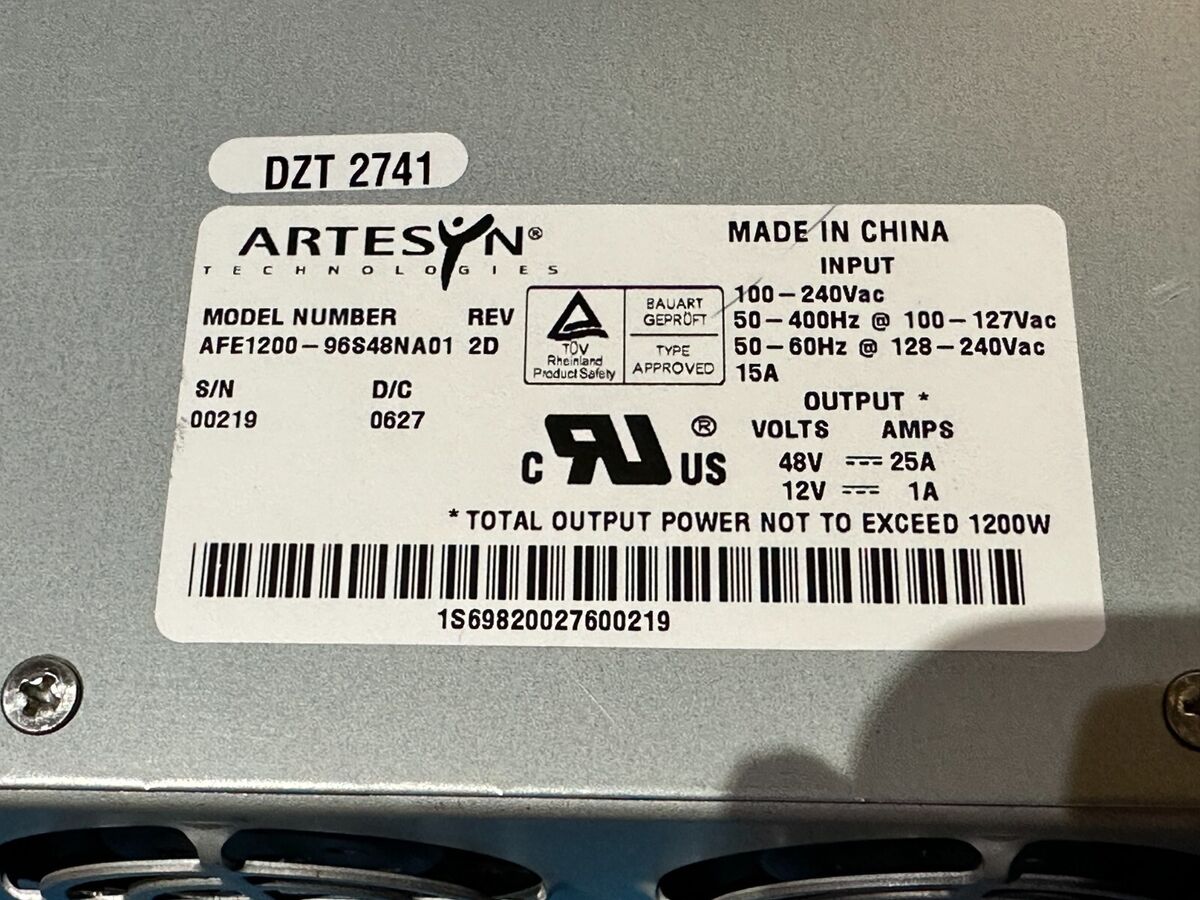 DZT 2741
ARTESYN®
TECHNOLOGIES
MADE IN CHINA
INPUT
100-240Vac
50-400Hz @ 100-127Vac
50-60Hz @ 128-240Vac
15A
MODEL NUMBER REV
AFE1200-96S48NA01 2D
TÜV
Rheinland
Product Safety
BAUART
GEPRÜFT
TYPE
APPROVED
S/N D/C
00219 0627
C RU US ®
OUTPUT *
VOLTS AMPS
48V ⎓ 25A
12V ⎓ 1A
* TOTAL OUTPUT POWER NOT TO EXCEED 1200W
1S69820027600219